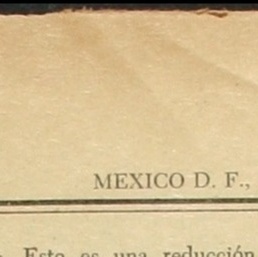 MEXICO D. F.,
Esto es una reducción